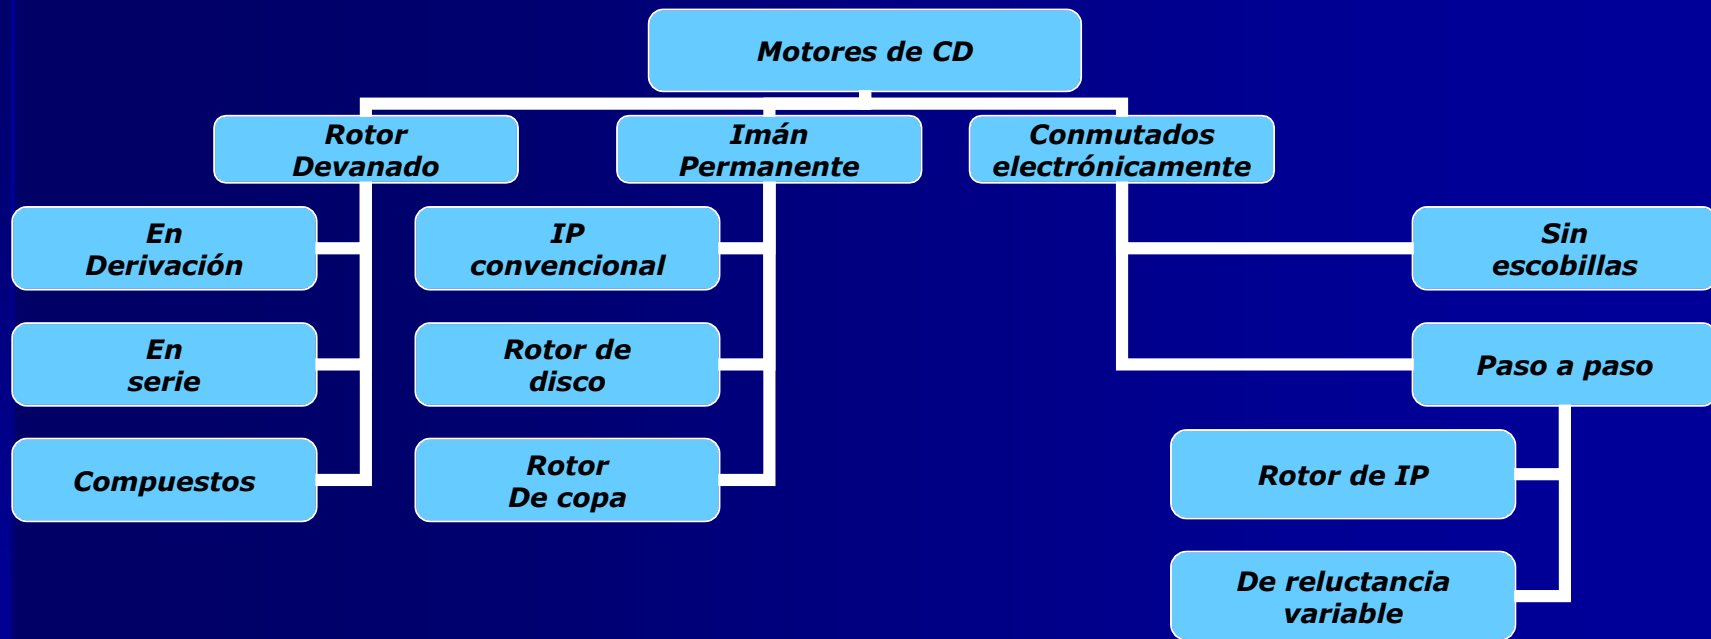 Motores de CD
Rotor
Devanado
Imán
Permanente
Conmutados
electrónicamente
En
Derivación
IP
convencional
Sin
escobillas
En
serie
Rotor de
disco
Paso a paso
Compuestos
Rotor
De copa
Rotor de IP
De reluctancia
variable